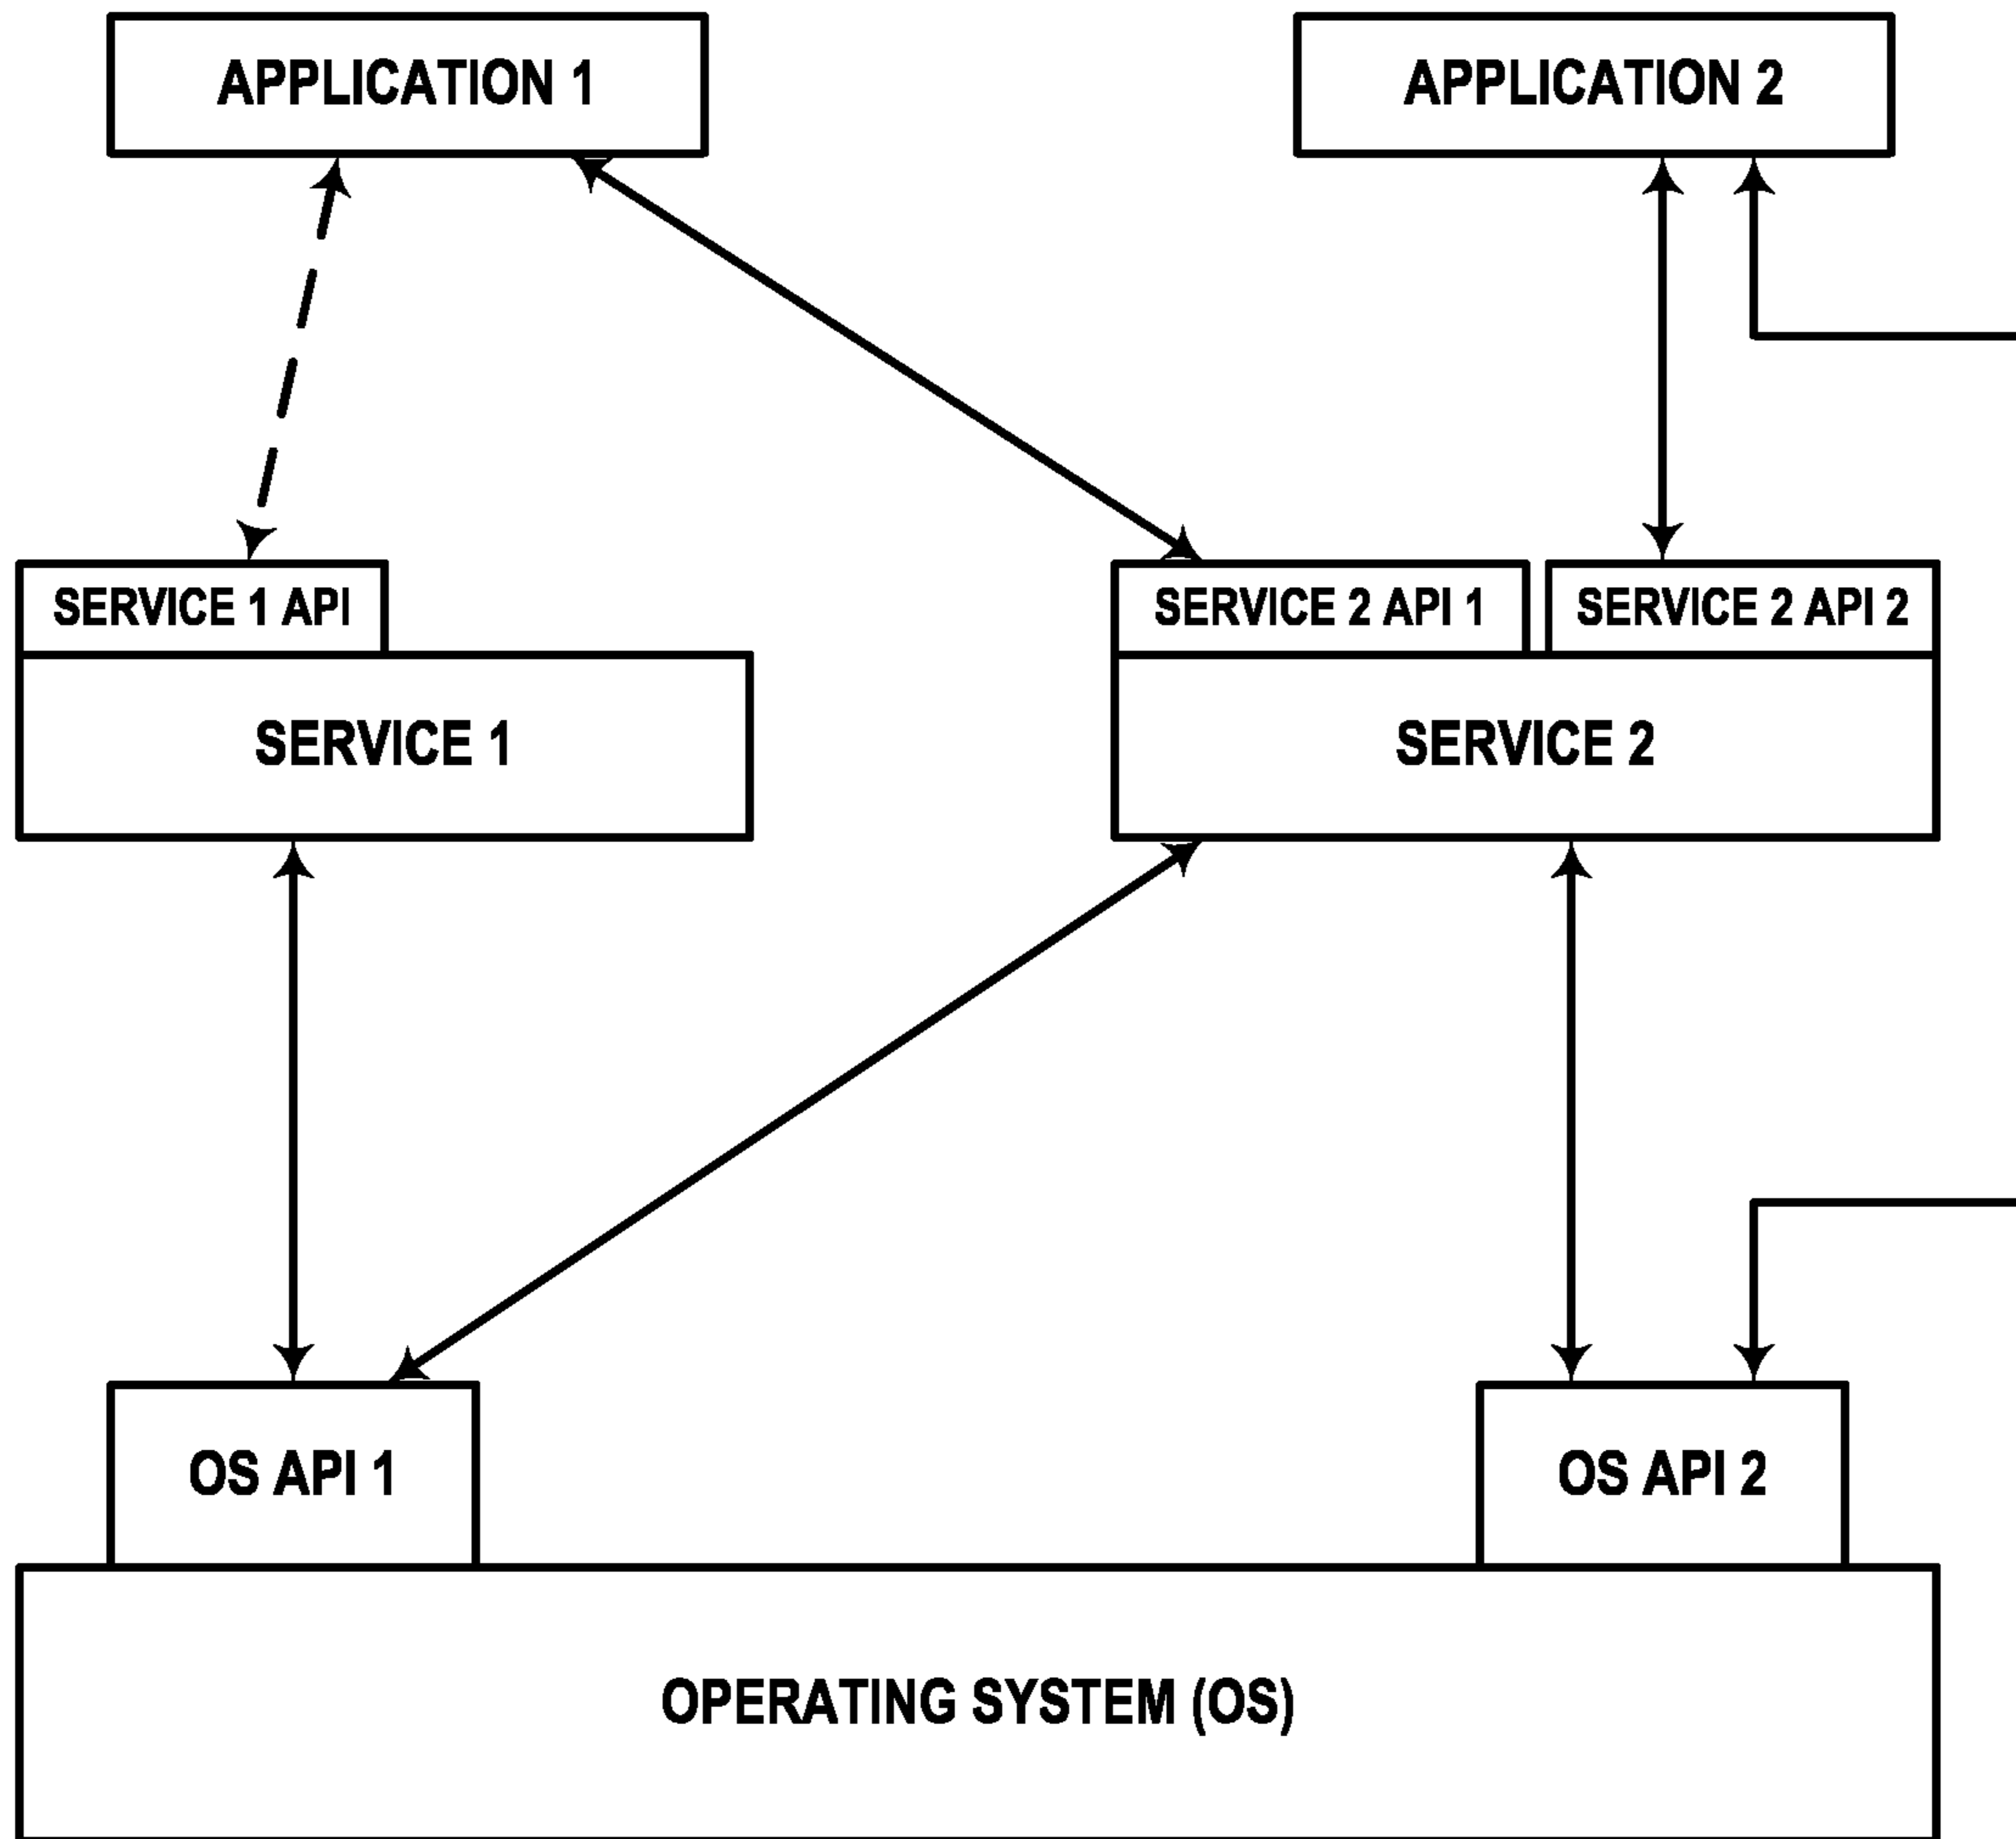 APPLICATION 1
APPLICATION 2
SERVICE 1 API
SERVICE 2 API 1
SERVICE 2 API 2
SERVICE 1
SERVICE 2
OS API 1
OS API 2
OPERATING SYSTEM (OS)